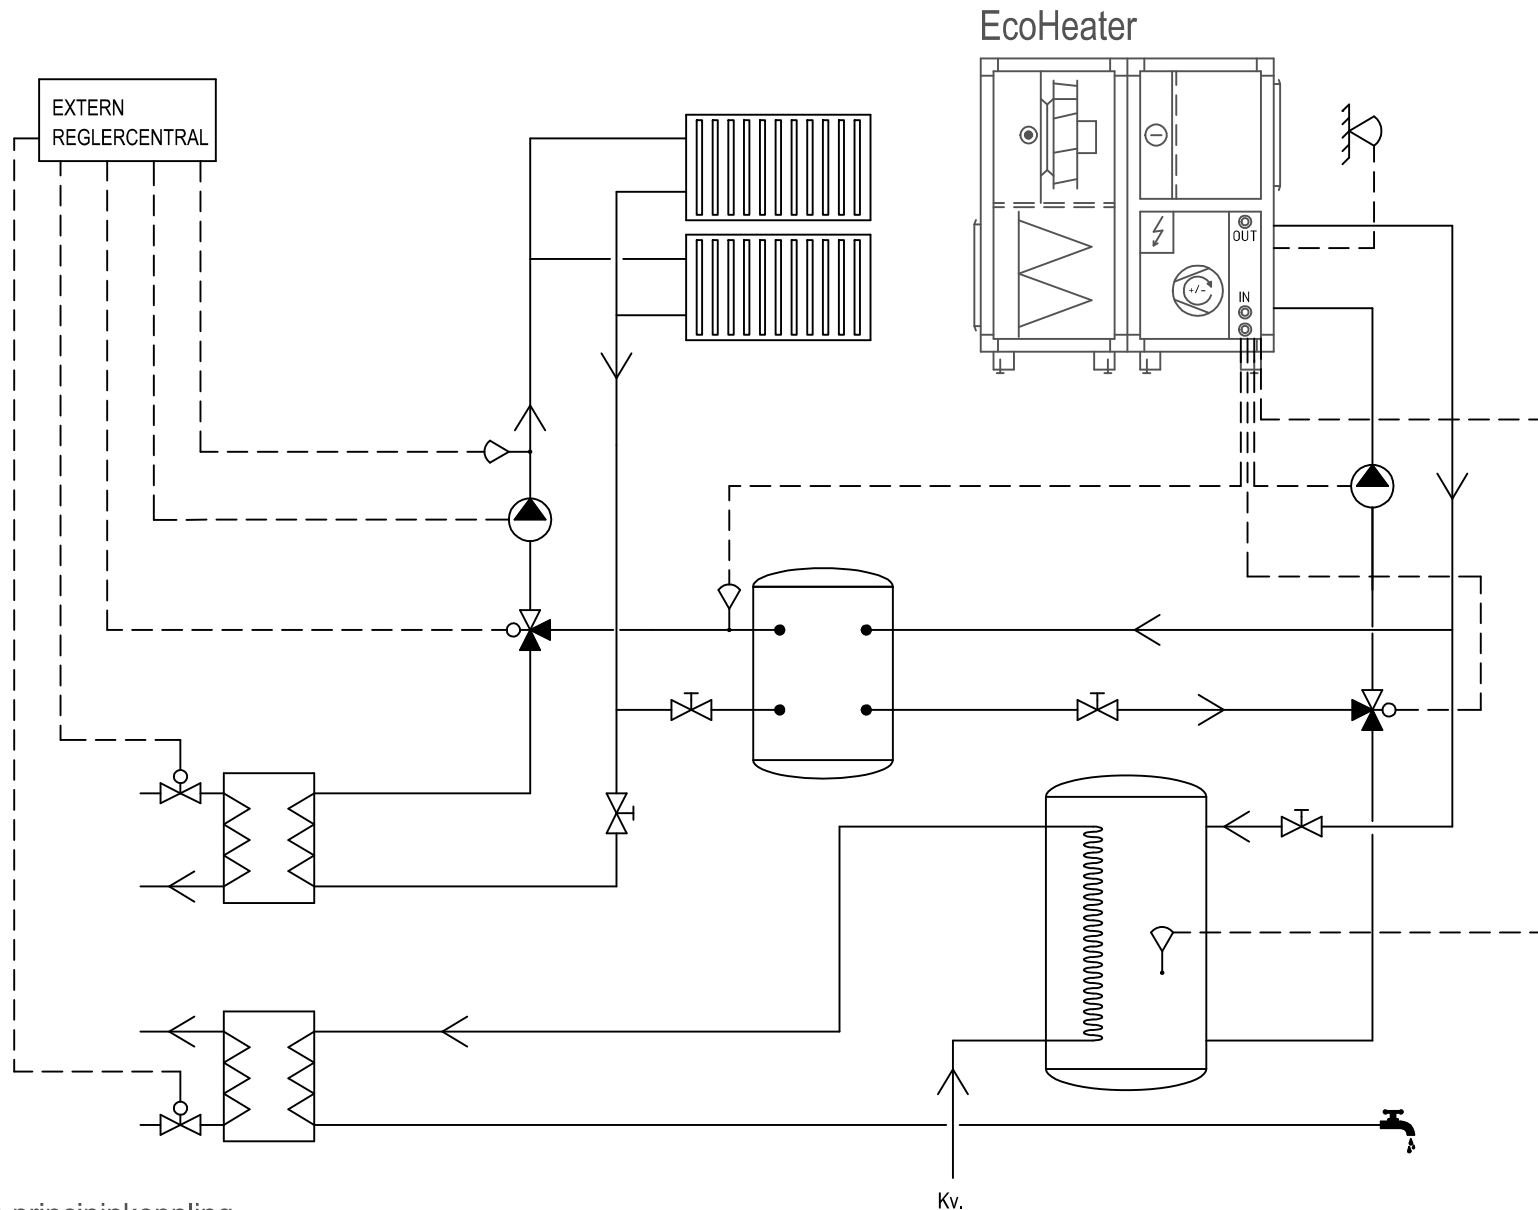 EcoHeater
EXTERN
REGLERCENTRAL
OUT
+/-
IN
Kv.